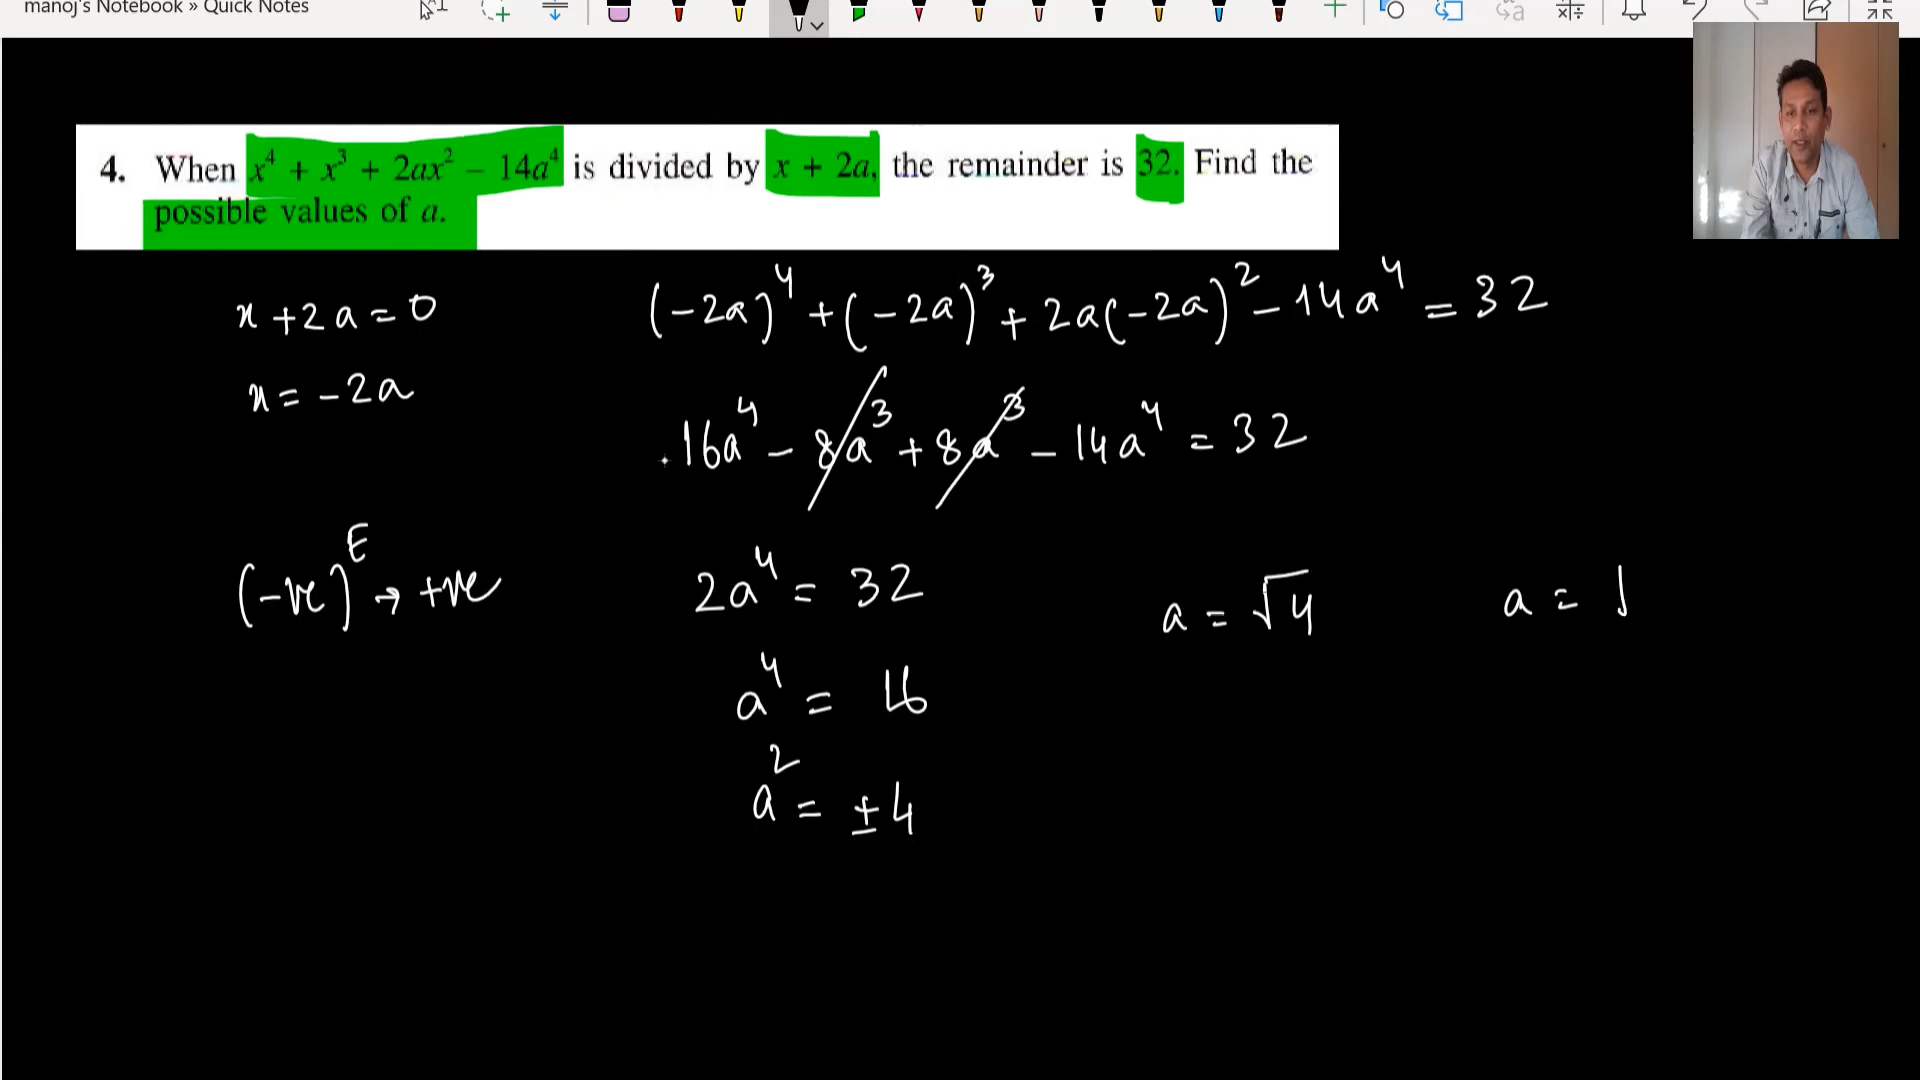 manoj's Notebook » Quick Notes
4. When x⁴ + x³ + 2ax² − 14a⁴ is divided by x + 2a, the remainder is 32. Find the
possible values of a.
x + 2a = 0
(-2a)⁴ + (-2a)³ + 2a(-2a)² - 14a⁴ = 32
x = -2a
16a⁴ - 8a³ + 8a³ - 14a⁴ = 32
(-ve)ᴱ → +ve
2a⁴ = 32
a = √4
a =
a⁴ = 16
a² = ±4